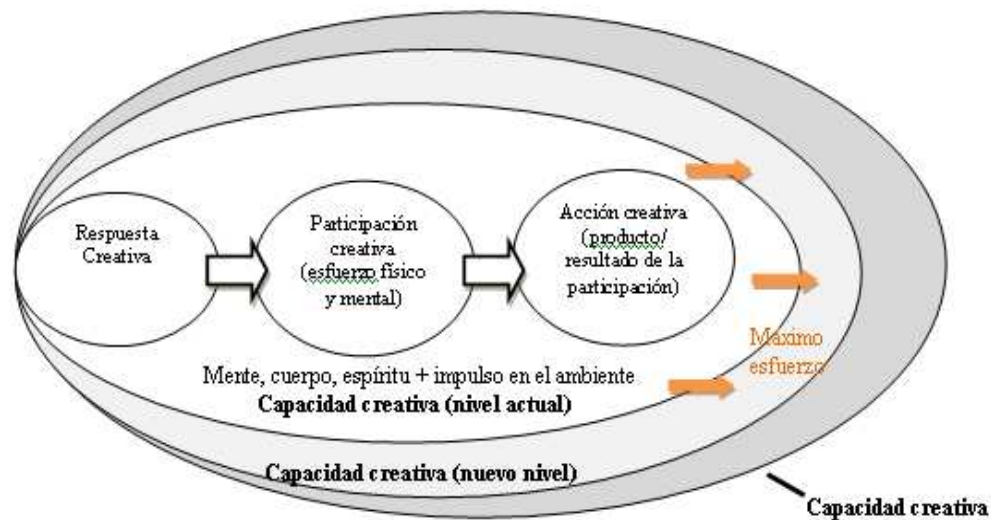 Respuesta
Creativa
Participación
creativa
(esfuerzo físico
y mental)
Acción creativa
(producto/
resultado de la
participación)
Máximo
esfuerzo
Mente, cuerpo, espíritu + impulso en el ambiente
Capacidad creativa (nivel actual)
Capacidad creativa (nuevo nivel)
Capacidad creativa